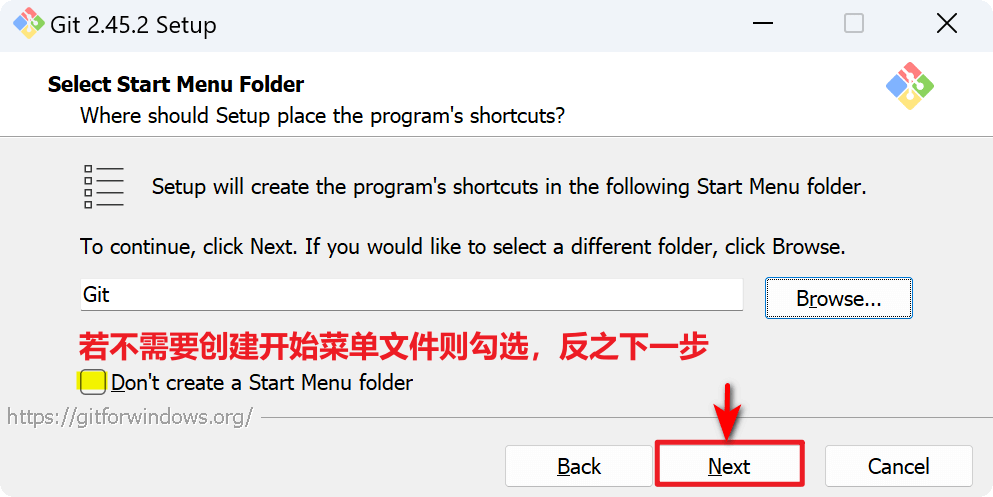 Git 2.45.2 Setup
Select Start Menu Folder
Where should Setup place the program's shortcuts?
Setup will create the program's shortcuts in the following Start Menu folder.
To continue, click Next. If you would like to select a different folder, click Browse.
Git
Browse...
若不需要创建开始菜单文件则勾选，反之下一步
Don't create a Start Menu folder
https://gitforwindows.org/
Back
Next
Cancel